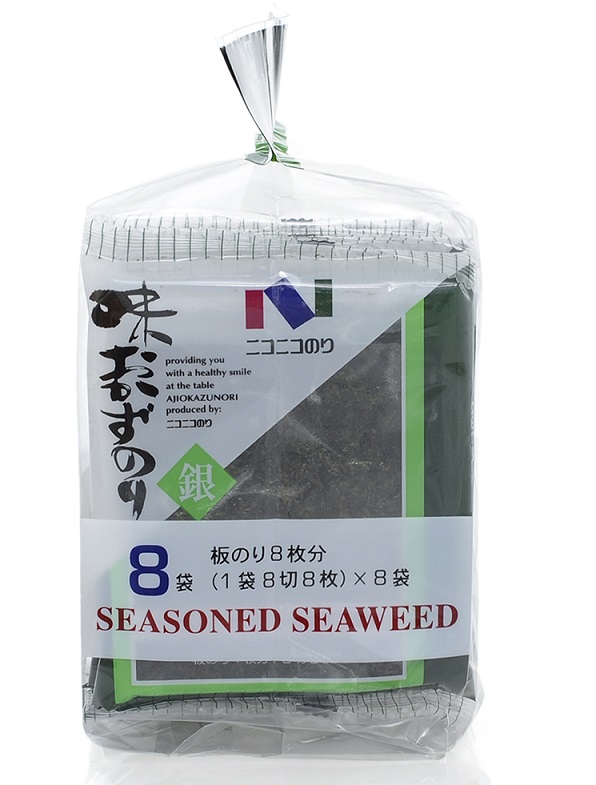 ニコニコのり
味おかずのり
providing you
with a healthy smile
at the table
AJIOKAZUNORI
produced by:
ニコニコのり
銀
8袋
板のり8枚分
(1袋8切8枚)×8袋
SEASONED SEAWEED